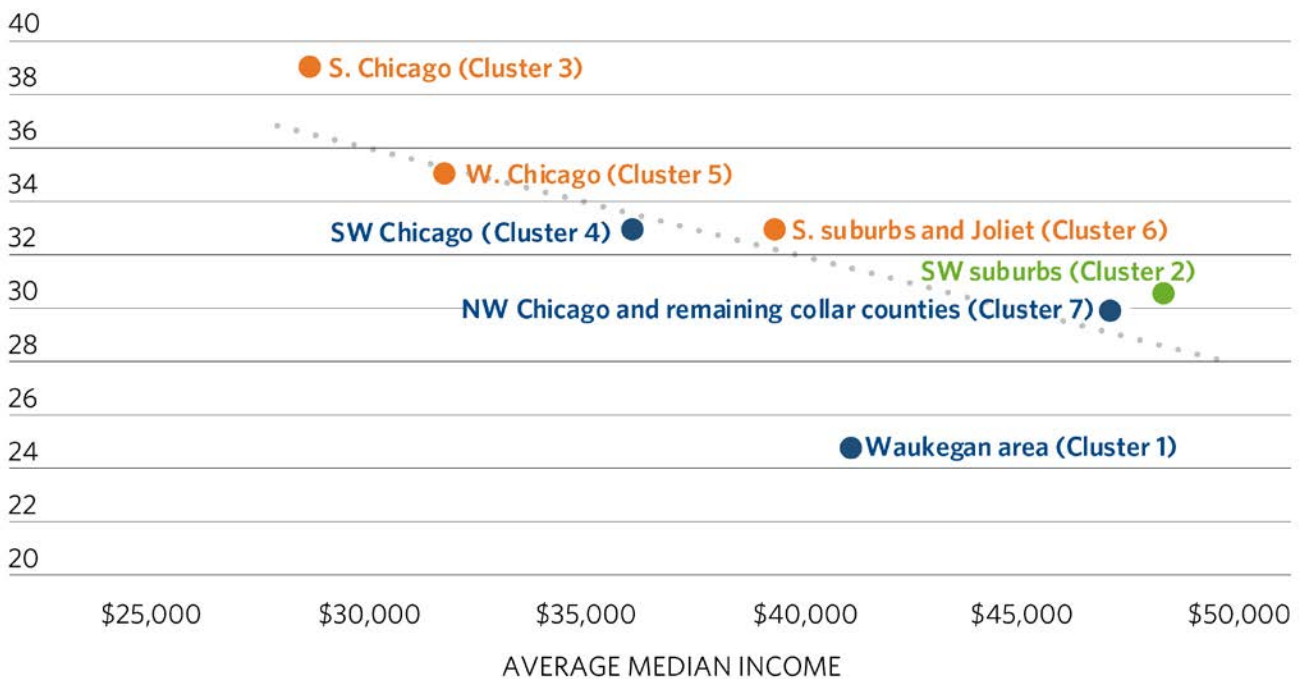 40
S. Chicago (Cluster 3)
38
36
W. Chicago (Cluster 5)
34
SW Chicago (Cluster 4)
S. suburbs and Joliet (Cluster 6)
32
SW suburbs (Cluster 2)
30
NW Chicago and remaining collar counties (Cluster 7)
28
26
24
Waukegan area (Cluster 1)
22
20
$25,000 $30,000 $35,000 $40,000 $45,000 $50,000
AVERAGE MEDIAN INCOME